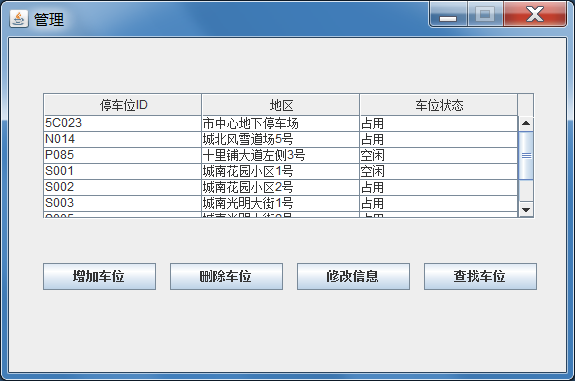 管理
停车位ID 地区 车位状态
5C023 市中心地下停车场 占用
N014 城北风雪道场5号 占用
P085 十里铺大道左侧3号 空闲
S001 城南花园小区1号 空闲
S002 城南花园小区2号 占用
S003 城南光明大街1号 占用
增加车位 删除车位 修改信息 查找车位